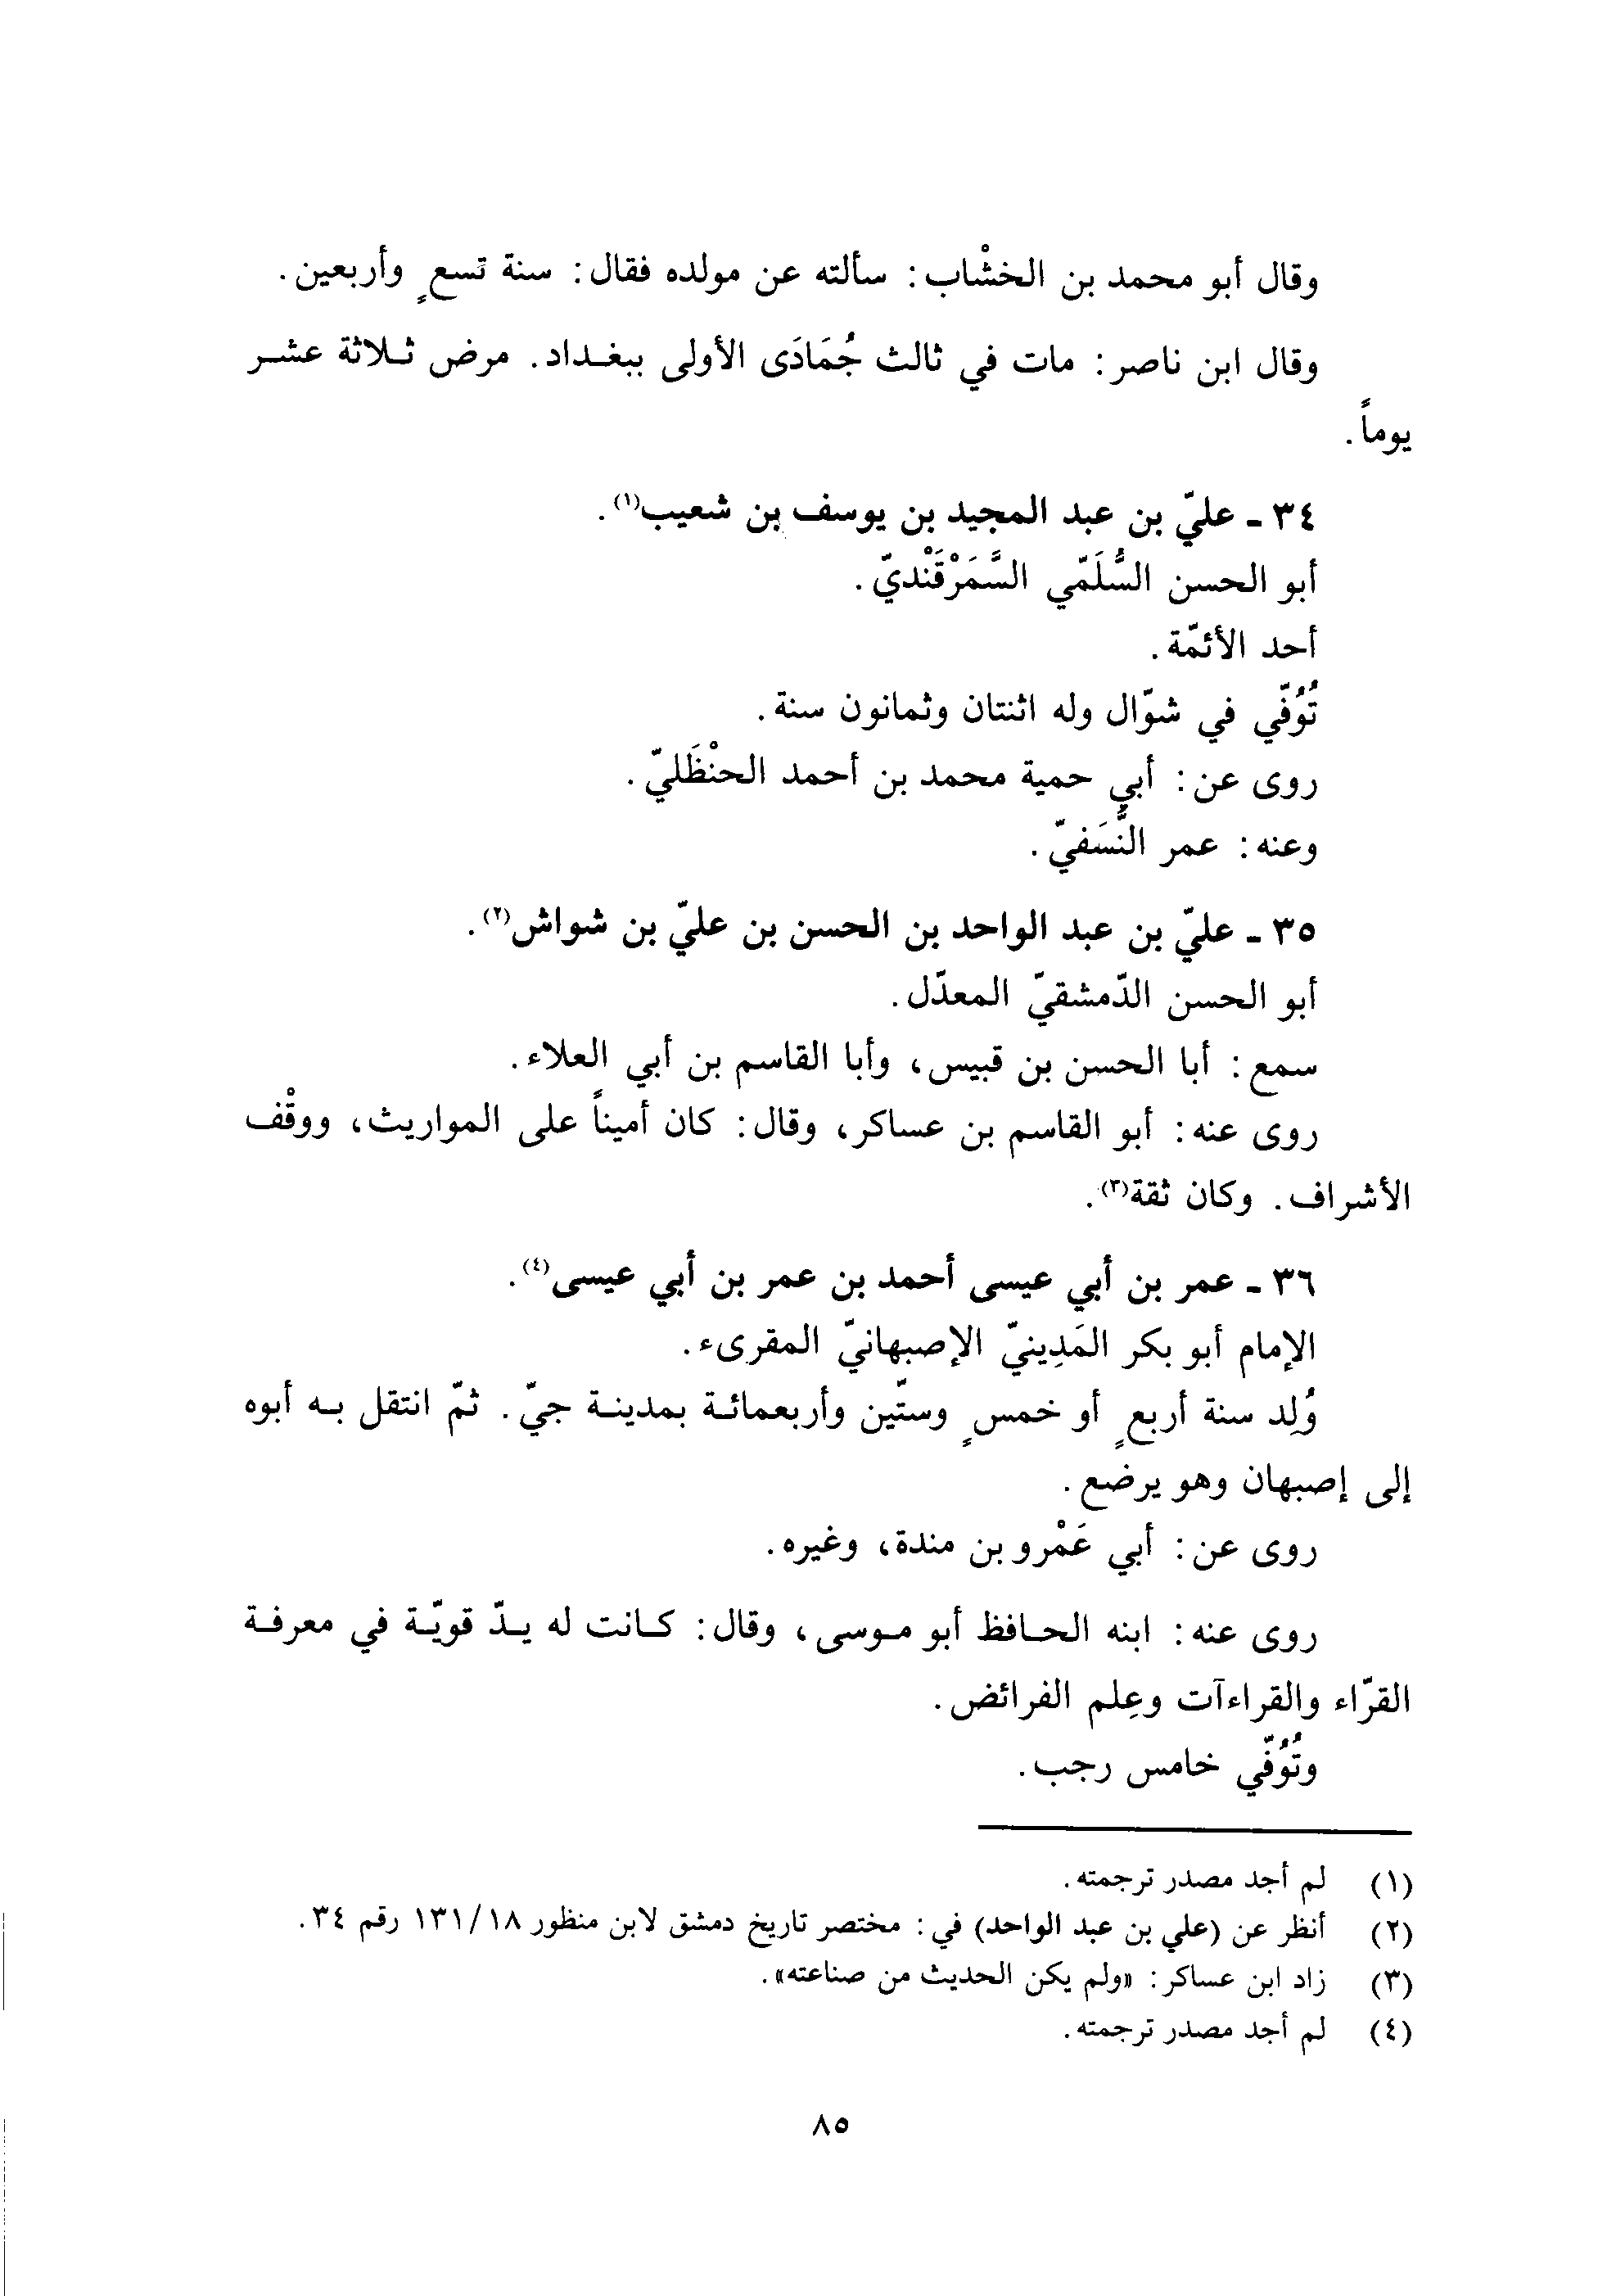 وقال أبو محمد بن الخشْاب: سألته عن مولده فقال: سنة تسعٍ وأربعين.
وقال ابن ناصر: مات في ثالث جُمَادَى الأولى ببغداد. مرض ثلاثة عشر
يوماً.
٣٤ ـ عليّ بن عبد المجيد بن يوسف بن شعيب(١).
أبو الحسن السُّلَمّي السَّمَرْقَنْديّ.
أحد الأئمّة.
تُوُفّي في شوّال وله اثنتان وثمانون سنة.
روى عن: أبي حمية محمد بن أحمد الحنْظَليّ.
وعنه: عمر النَّسَفيّ.
٣٥ ـ عليّ بن عبد الواحد بن الحسن بن عليّ بن شواش(٢).
أبو الحسن الدّمشقيّ المعدّل.
سمع: أبا الحسن بن قبيس، وأبا القاسم بن أبي العلاء.
روى عنه: أبو القاسم بن عساكر، وقال: كان أميناً على المواريث، ووقْف
الأشراف. وكان ثقة(٣).
٣٦ ـ عمر بن أبي عيسى أحمد بن عمر بن أبي عيسى(٤).
الإمام أبو بكر المَدِينيّ الإصبهانيّ المقرىء.
وُلِد سنة أربعٍ أو خمسٍ وستّين وأربعمائة بمدينة جيّ. ثمّ انتقل به أبوه
إلى إصبهان وهو يرضع.
روى عن: أبي عَمْرو بن مندة، وغيره.
روى عنه: ابنه الحافظ أبو موسى، وقال: كانت له يدّ قويّة في معرفة
القرّاء والقراءآت وعِلم الفرائض.
وتُوُفّي خامس رجب.
(١) لم أجد مصدر ترجمته.
(٢) أنظر عن (علي بن عبد الواحد) في: مختصر تاريخ دمشق لابن منظور ١٣١/١٨ رقم ٣٤.
(٣) زاد ابن عساكر: «ولم يكن الحديث من صناعته».
(٤) لم أجد مصدر ترجمته.
٨٥